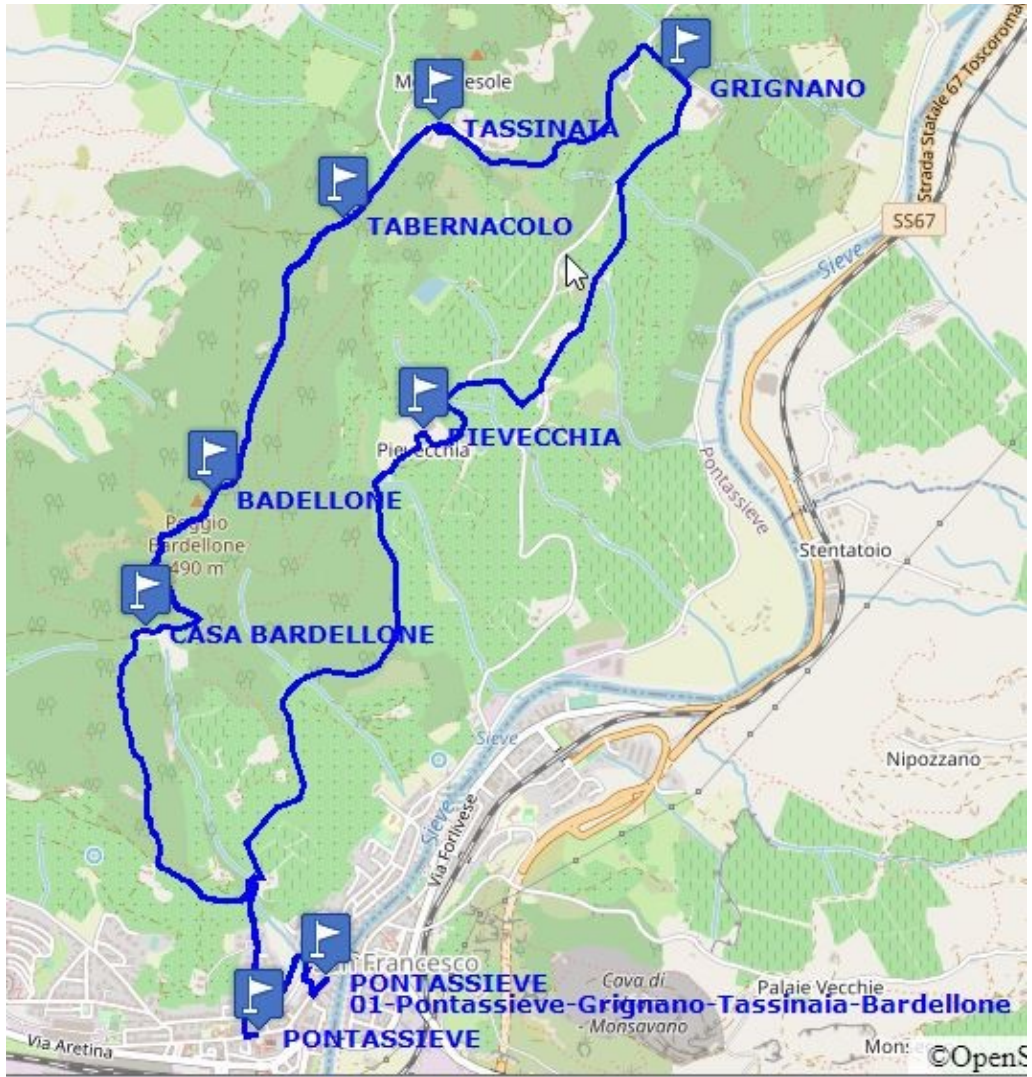 GRIGNANO
TASSINAIA
TABERNACOLO
Strada Statale 67
SS67
Sieve
PIEVECCHIA
Pievecchia
Pontassieve
BADELLONE
Poggio
Bardellone
490 m
Stentatoio
CASA BARDELLONE
Sieve
Nipozzano
Sieve
Via Forlivese
Francesco
Cava di
Monsavano
Palaie Vecchie
PONTASSIEVE
01-Pontassieve-Grignano-Tassinaia-Bardellone
PONTASSIEVE
Via Aretina
©OpenS